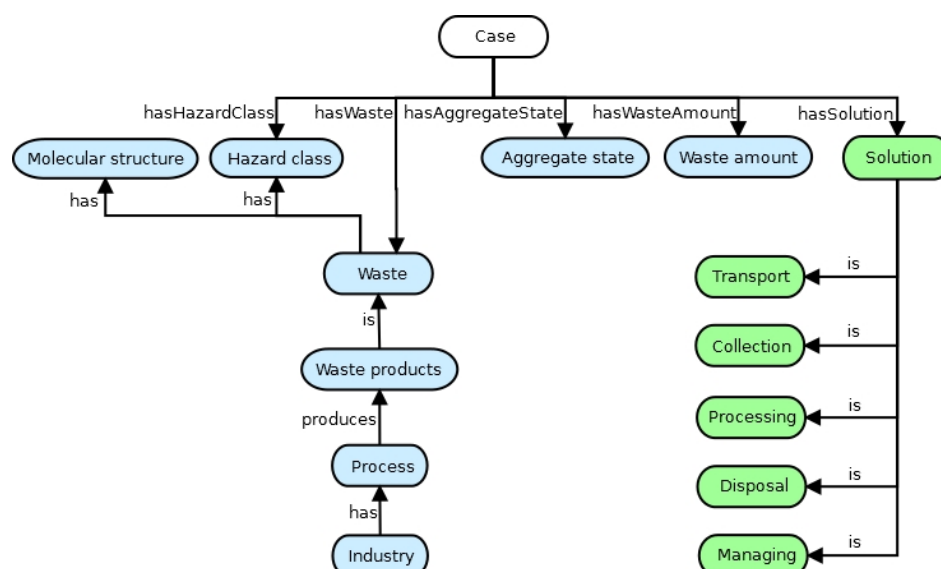 Case
hasHazardClass
hasWaste
hasAggregateState
hasWasteAmount
hasSolution
Molecular structure
Hazard class
Aggregate state
Waste amount
Solution
has
has
Waste
is
Transport
is
is
Collection
Waste products
produces
is
Processing
Process
is
Disposal
has
is
Industry
Managing